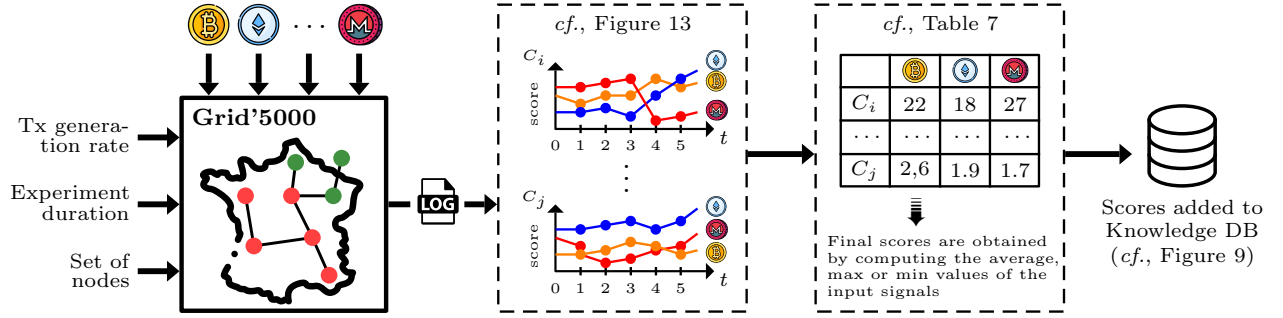 · · ·
Grid'5000
Tx genera-
tion rate
Experiment
duration
Set of
nodes
LOG
cf., Figure 13
C_i
score
0 1 2 3 4 5 t
⋮
C_j
score
0 1 2 3 4 5 t
cf., Table 7
C_i 22 18 27
· · · · · · · · ·
C_j 2,6 1.9 1.7
Final scores are obtained
by computing the average,
max or min values of the
input signals
Scores added to
Knowledge DB
(cf., Figure 9)